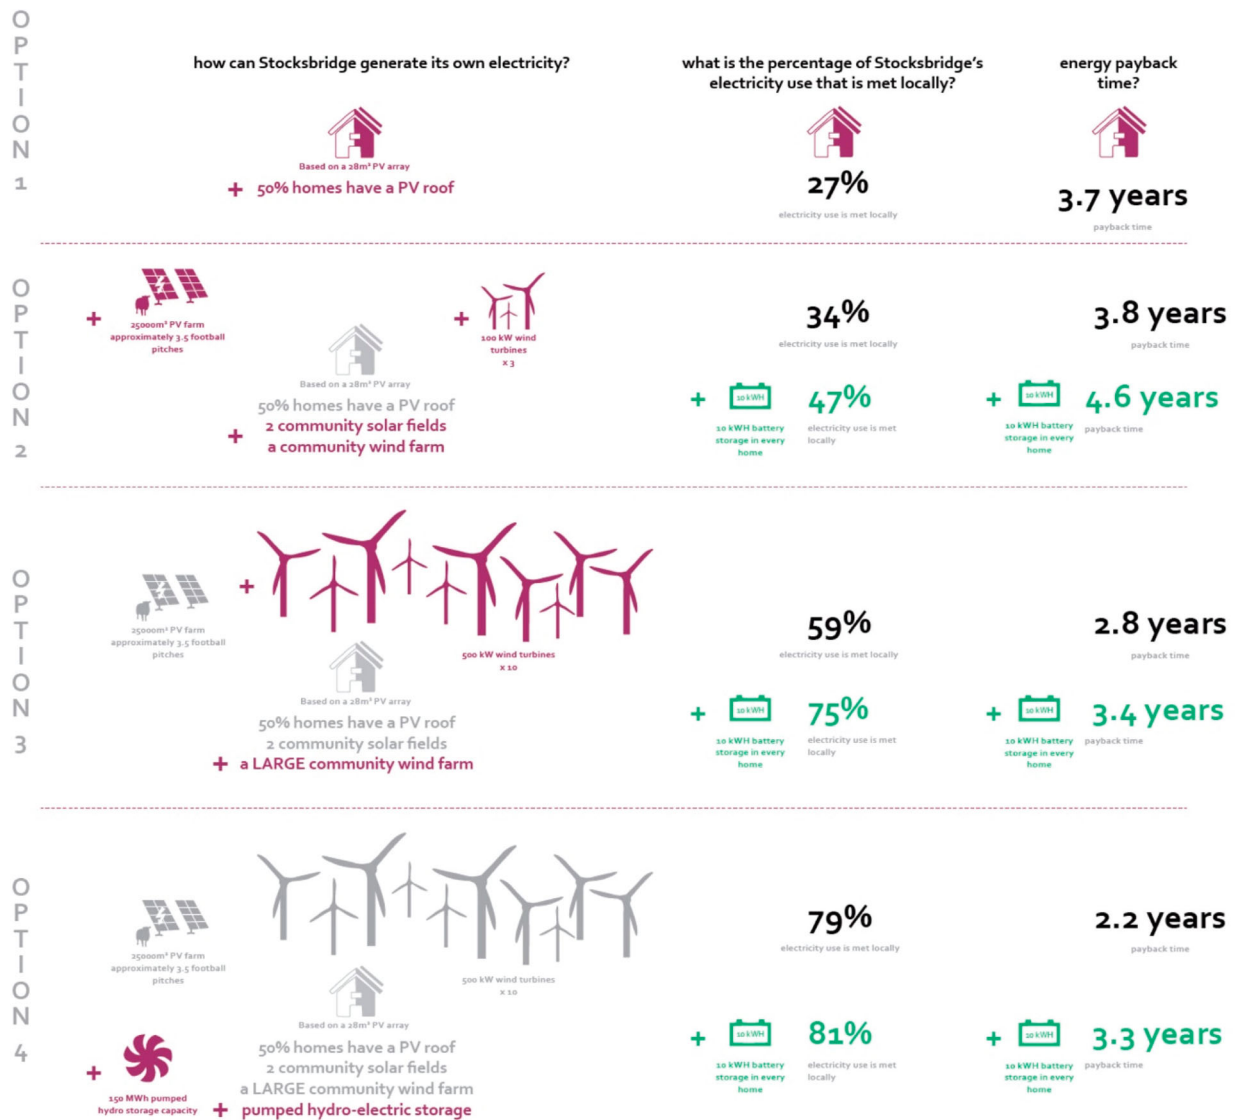 OPTION 1
how can Stocksbridge generate its own electricity?
what is the percentage of Stocksbridge's
electricity use that is met locally?
energy payback
time?
Based on a 28m² PV array
+ 50% homes have a PV roof
27%
electricity use is met locally
3.7 years
payback time
OPTION 2
+
25000m² PV farm
approximately 3.5 football
pitches
+
100 kW wind
turbines
x 3
Based on a 28m² PV array
50% homes have a PV roof
2 community solar fields
+
a community wind farm
34%
electricity use is met locally
3.8 years
payback time
+
10 kWH
10 kWH battery
storage in every
home
47%
electricity use is met
locally
+
10 kWH
10 kWH battery
storage in every
home
4.6 years
payback time
OPTION 3
25000m² PV farm
approximately 3.5 football
pitches
+
500 kW wind turbines
x 10
Based on a 28m² PV array
50% homes have a PV roof
2 community solar fields
+ a LARGE community wind farm
59%
electricity use is met locally
2.8 years
payback time
+
10 kWH
10 kWH battery
storage in every
home
75%
electricity use is met
locally
+
10 kWH
10 kWH battery
storage in every
home
3.4 years
payback time
OPTION 4
25000m² PV farm
approximately 3.5 football
pitches
500 kW wind turbines
x 10
Based on a 28m² PV array
50% homes have a PV roof
2 community solar fields
a LARGE community wind farm
+ pumped hydro-electric storage
+
150 MWh pumped
hydro storage capacity
79%
electricity use is met locally
2.2 years
payback time
+
10 kWH
10 kWH battery
storage in every
home
81%
electricity use is met
locally
+
10 kWH
10 kWH battery
storage in every
home
3.3 years
payback time